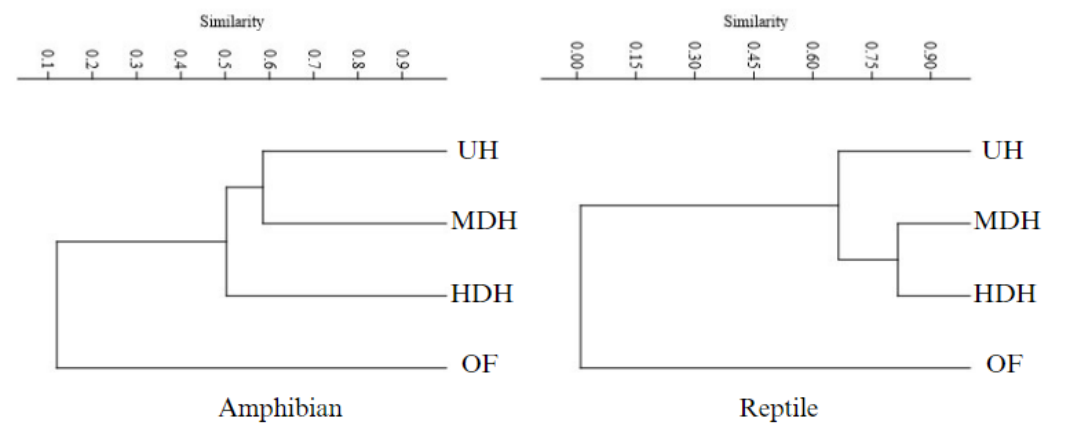 Similarity
0.1 0.2 0.3 0.4 0.5 0.6 0.7 0.8 0.9
UH
MDH
HDH
OF
Amphibian
Similarity
0.00 0.15 0.30 0.45 0.60 0.75 0.90
UH
MDH
HDH
OF
Reptile